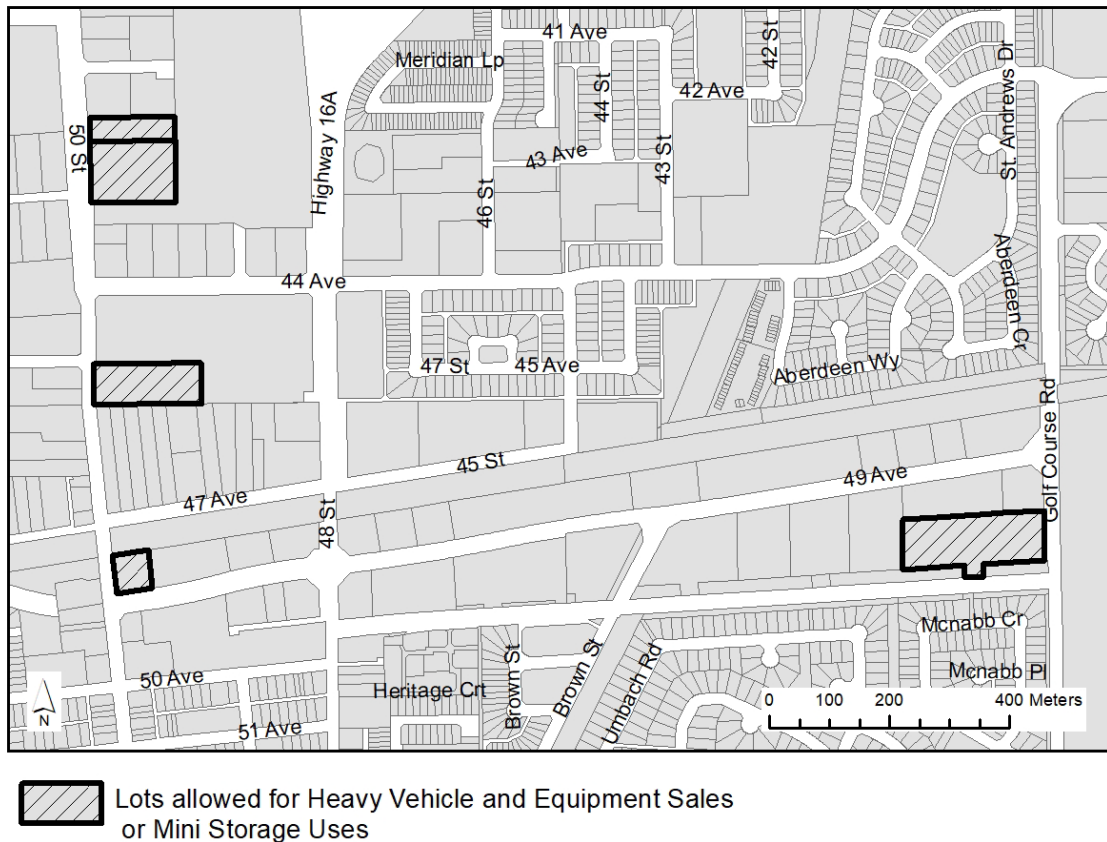 41 Ave
42 St
Meridian Lp
St. Andrews Dr
44 St
42 Ave
50 St
Highway 16A
43 Ave
43 St
46 St
44 Ave
Aberdeen Cr
47 St
45 Ave
Aberdeen Wy
Golf Course Rd
45 St
49 Ave
47 Ave
48 St
Mcnabb Cr
Brown St
Brown St
Umbach Rd
50 Ave
Heritage Crt
Mcnabb Pl
N
0 100 200 400 Meters
51 Ave
Lots allowed for Heavy Vehicle and Equipment Sales
or Mini Storage Uses